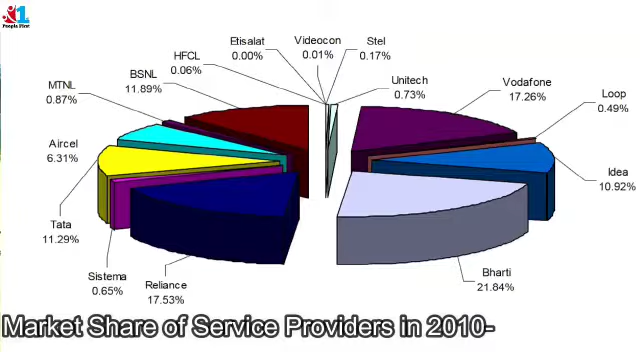 1
People First
Etisalat
0.00%
Videocon
0.01%
Stel
0.17%
HFCL
0.06%
Unitech
0.73%
BSNL
11.89%
Vodafone
17.26%
MTNL
0.87%
Loop
0.49%
Aircel
6.31%
Idea
10.92%
Tata
11.29%
Sistema
0.65%
Reliance
17.53%
Bharti
21.84%
Market Share of Service Providers in 2010-